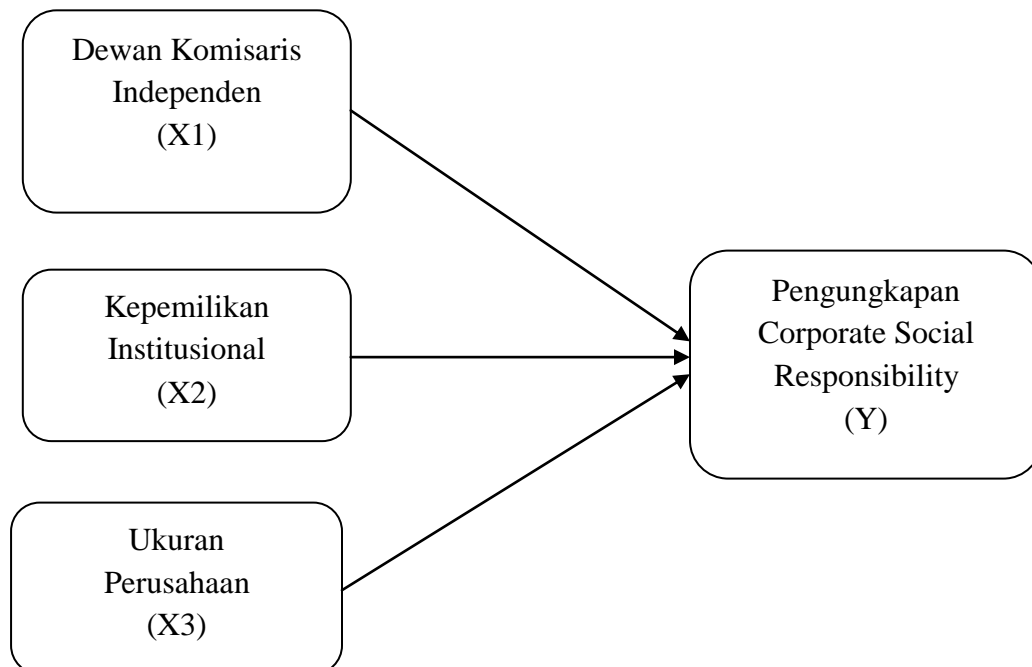 Dewan Komisaris
Independen
(X1)
Kepemilikan
Institusional
(X2)
Ukuran
Perusahaan
(X3)
Pengungkapan
Corporate Social
Responsibility
(Y)